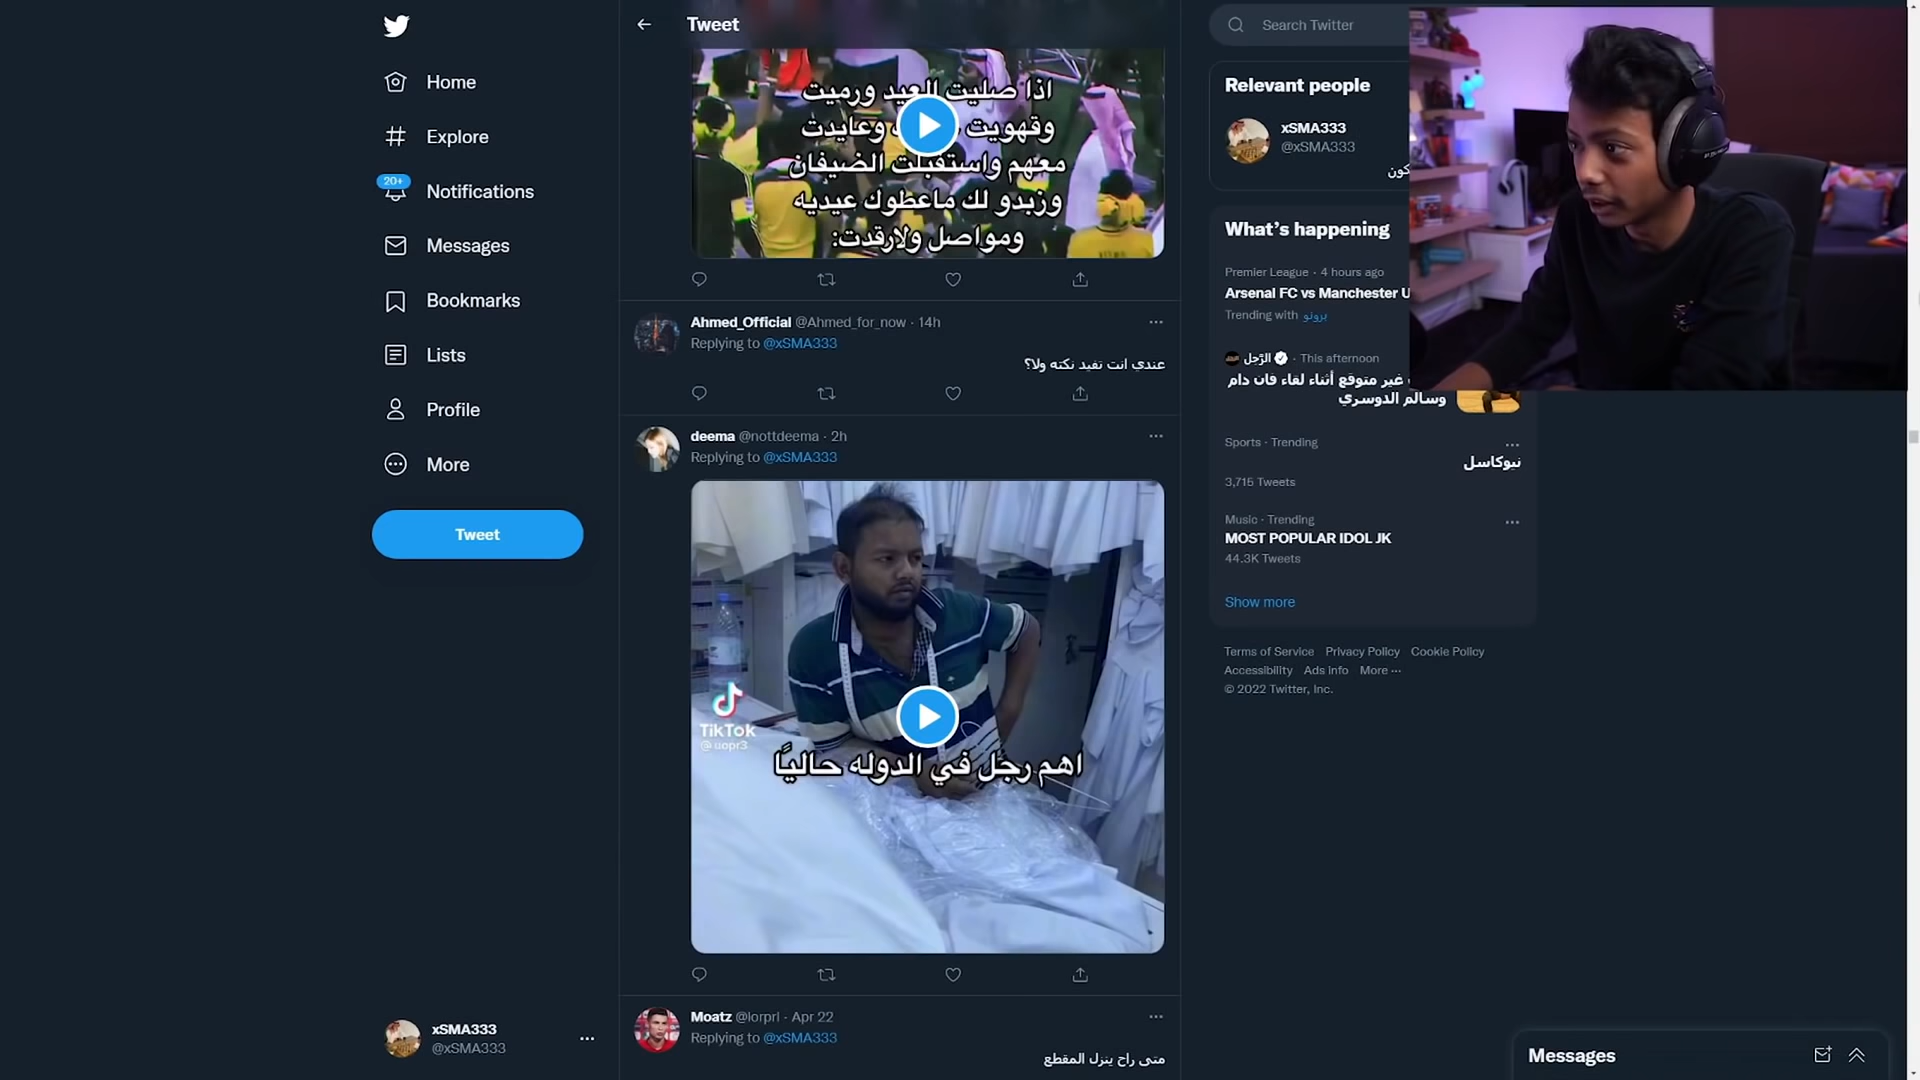 Home
Explore
20+
Notifications
Messages
Bookmarks
Lists
Profile
More
Tweet
xSMA333
@xSMA333
Tweet
اذا صليت العيد ورميت
وقهويت وعايدت
معهم واستقبلت الضيفان
وزبدو لك ماعطوك عيديه
ومواصل ولارقدت:
Ahmed_Official @Ahmed_for_now · 14h
Replying to @xSMA333
عندي انت تفيد نكته ولا؟
deema @nottdeema · 2h
Replying to @xSMA333
TikTok
@uopr3
اهم رجل في الدوله حاليًا
Moatz @lorprl · Apr 22
Replying to @xSMA333
متى راح ينزل المقطع
Search Twitter
Relevant people
xSMA333
@xSMA333
What's happening
Premier League · 4 hours ago
Arsenal FC vs Manchester U
Trending with برونو
الرّجل · This afternoon
غير متوقع أثناء لقاء فان دام
وسالم الدوسري
Sports · Trending
نيوكاسل
3,715 Tweets
Music · Trending
MOST POPULAR IDOL JK
44.3K Tweets
Show more
Terms of Service Privacy Policy Cookie Policy
Accessibility Ads info More ···
© 2022 Twitter, Inc.
Messages